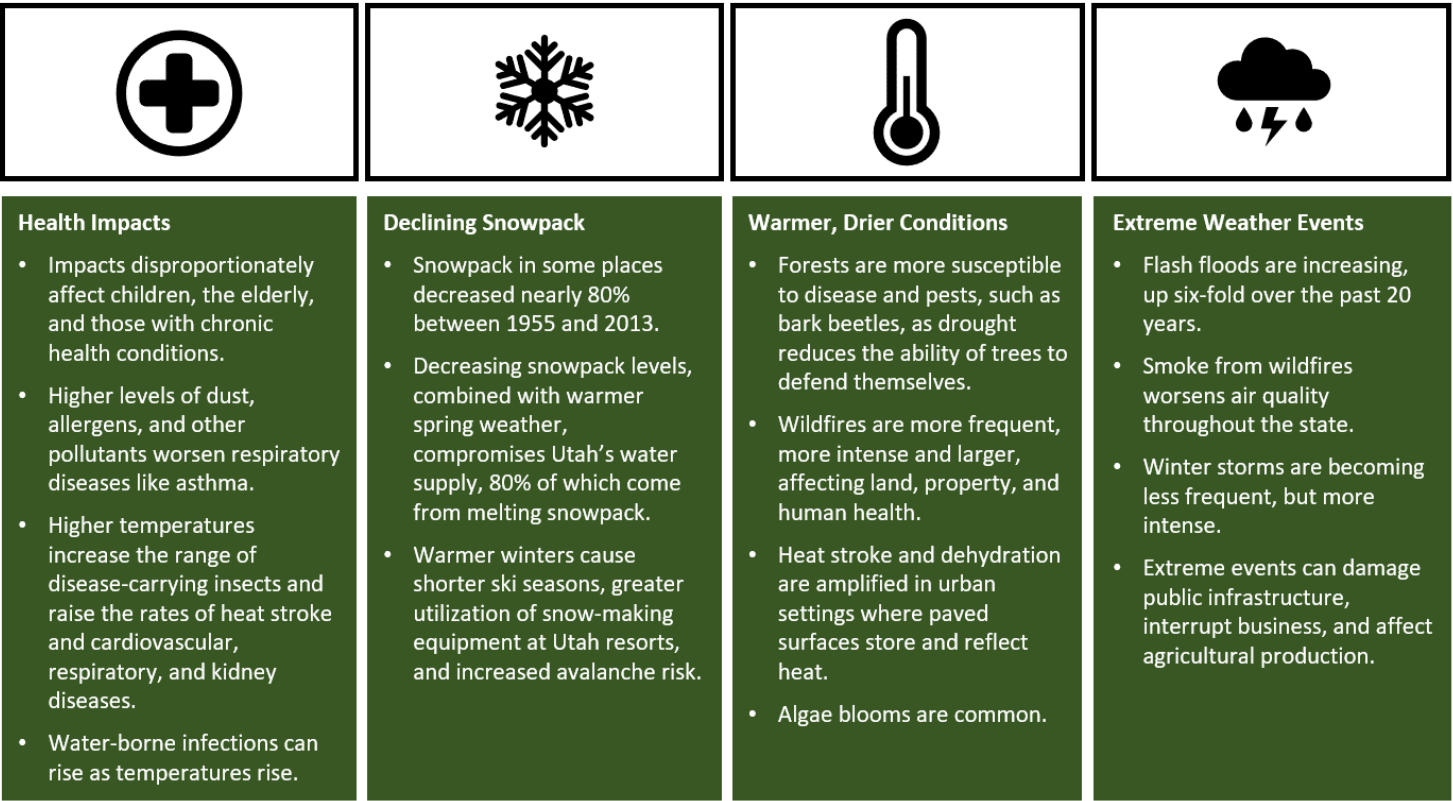 Health Impacts
• Impacts disproportionately
affect children, the elderly,
and those with chronic
health conditions.
• Higher levels of dust,
allergens, and other
pollutants worsen respiratory
diseases like asthma.
• Higher temperatures
increase the range of
disease-carrying insects and
raise the rates of heat stroke
and cardiovascular,
respiratory, and kidney
diseases.
• Water-borne infections can
rise as temperatures rise.
Declining Snowpack
• Snowpack in some places
decreased nearly 80%
between 1955 and 2013.
• Decreasing snowpack levels,
combined with warmer
spring weather,
compromises Utah’s water
supply, 80% of which come
from melting snowpack.
• Warmer winters cause
shorter ski seasons, greater
utilization of snow-making
equipment at Utah resorts,
and increased avalanche risk.
Warmer, Drier Conditions
• Forests are more susceptible
to disease and pests, such as
bark beetles, as drought
reduces the ability of trees to
defend themselves.
• Wildfires are more frequent,
more intense and larger,
affecting land, property, and
human health.
• Heat stroke and dehydration
are amplified in urban
settings where paved
surfaces store and reflect
heat.
• Algae blooms are common.
Extreme Weather Events
• Flash floods are increasing,
up six-fold over the past 20
years.
• Smoke from wildfires
worsens air quality
throughout the state.
• Winter storms are becoming
less frequent, but more
intense.
• Extreme events can damage
public infrastructure,
interrupt business, and affect
agricultural production.